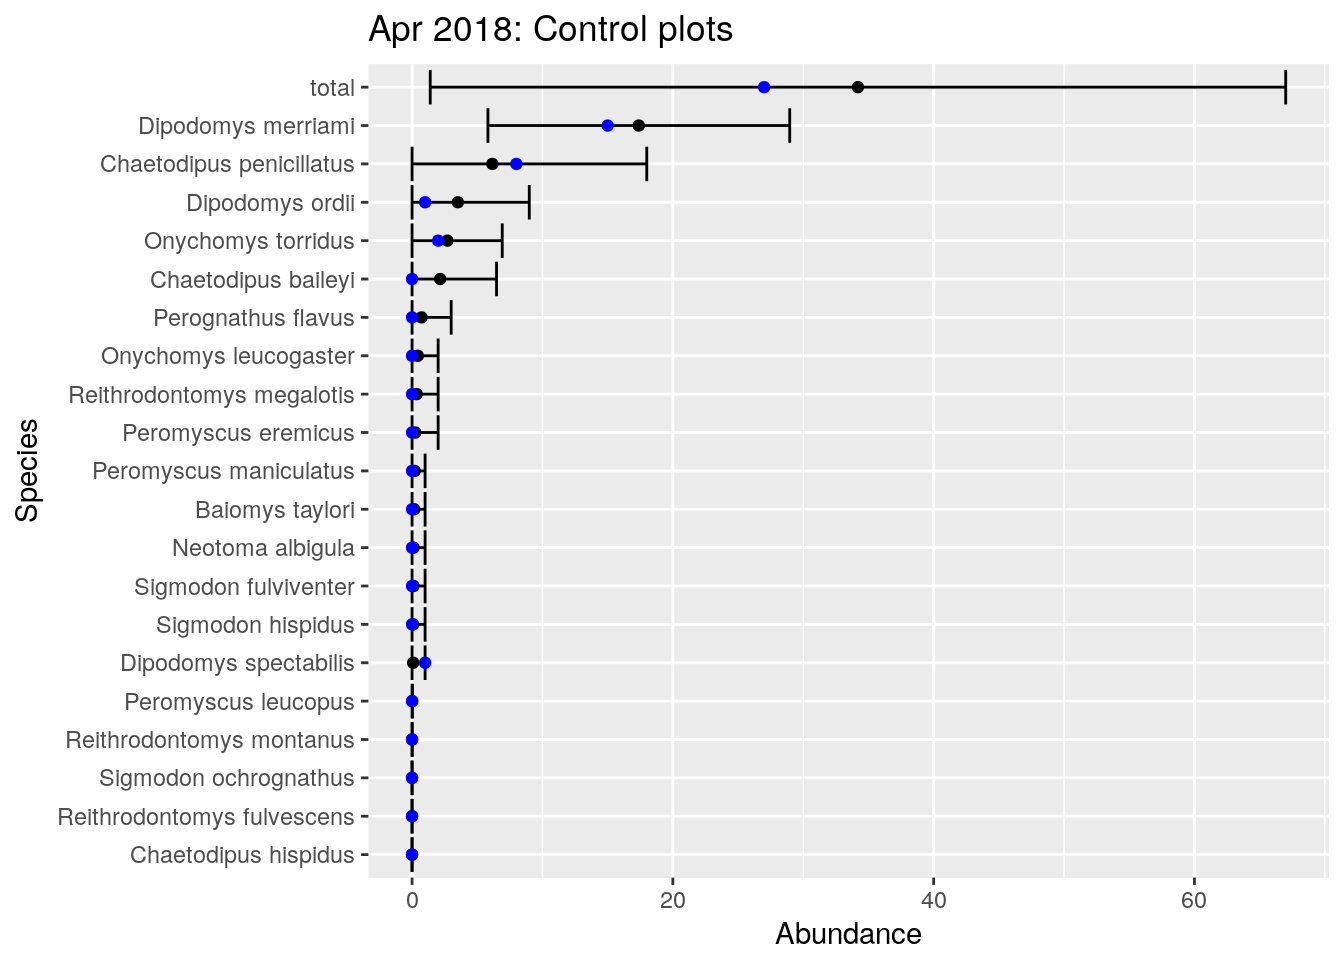 Apr 2018: Control plots
total
Dipodomys merriami
Chaetodipus penicillatus
Dipodomys ordii
Onychomys torridus
Chaetodipus baileyi
Perognathus flavus
Onychomys leucogaster
Reithrodontomys megalotis
Peromyscus eremicus
Peromyscus maniculatus
Baiomys taylori
Neotoma albigula
Sigmodon fulviventer
Sigmodon hispidus
Dipodomys spectabilis
Peromyscus leucopus
Reithrodontomys montanus
Sigmodon ochrognathus
Reithrodontomys fulvescens
Chaetodipus hispidus
Species
0 20 40 60
Abundance